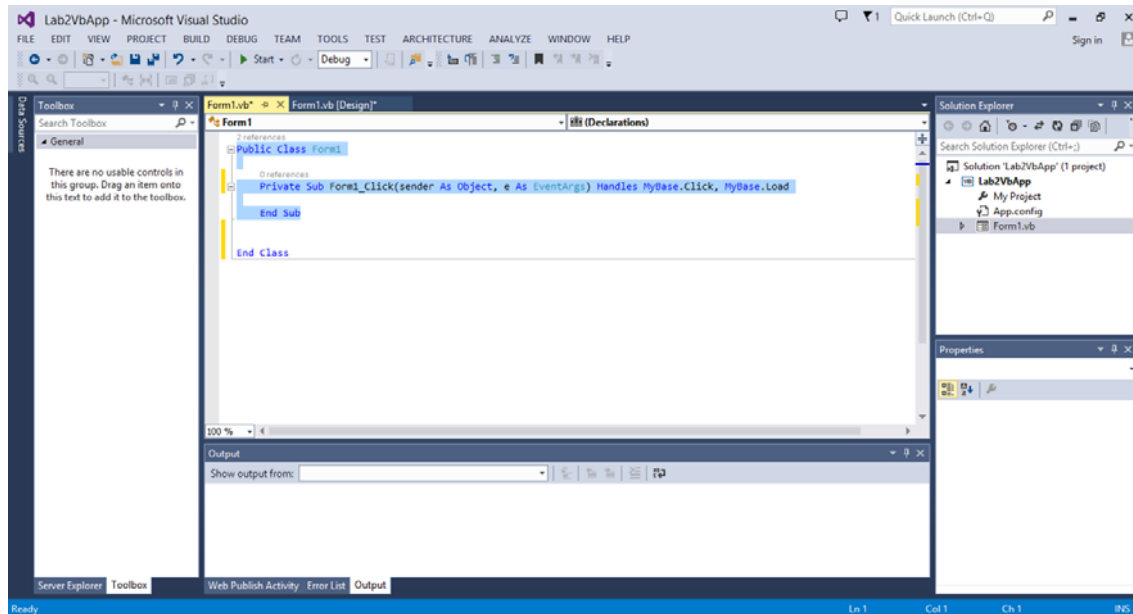 Lab2VbApp - Microsoft Visual Studio
1
Quick Launch (Ctrl+Q)
FILE EDIT VIEW PROJECT BUILD DEBUG TEAM TOOLS TEST ARCHITECTURE ANALYZE WINDOW HELP
Sign in
Start
Debug
Data Sources
Toolbox
Search Toolbox
General
There are no usable controls in
this group. Drag an item onto
this text to add it to the toolbox.
Server Explorer Toolbox
Form1.vb* Form1.vb [Design]*
Form1 (Declarations)
2 references
Public Class Form1
0 references
Private Sub Form1_Click(sender As Object, e As EventArgs) Handles MyBase.Click, MyBase.Load
End Sub
End Class
100 %
Output
Show output from:
Web Publish Activity Error List Output
Solution Explorer
Search Solution Explorer (Ctrl+;)
Solution 'Lab2VbApp' (1 project)
Lab2VbApp
My Project
App.config
Form1.vb
Properties
Ready
Ln 1 Col 1 Ch 1 INS